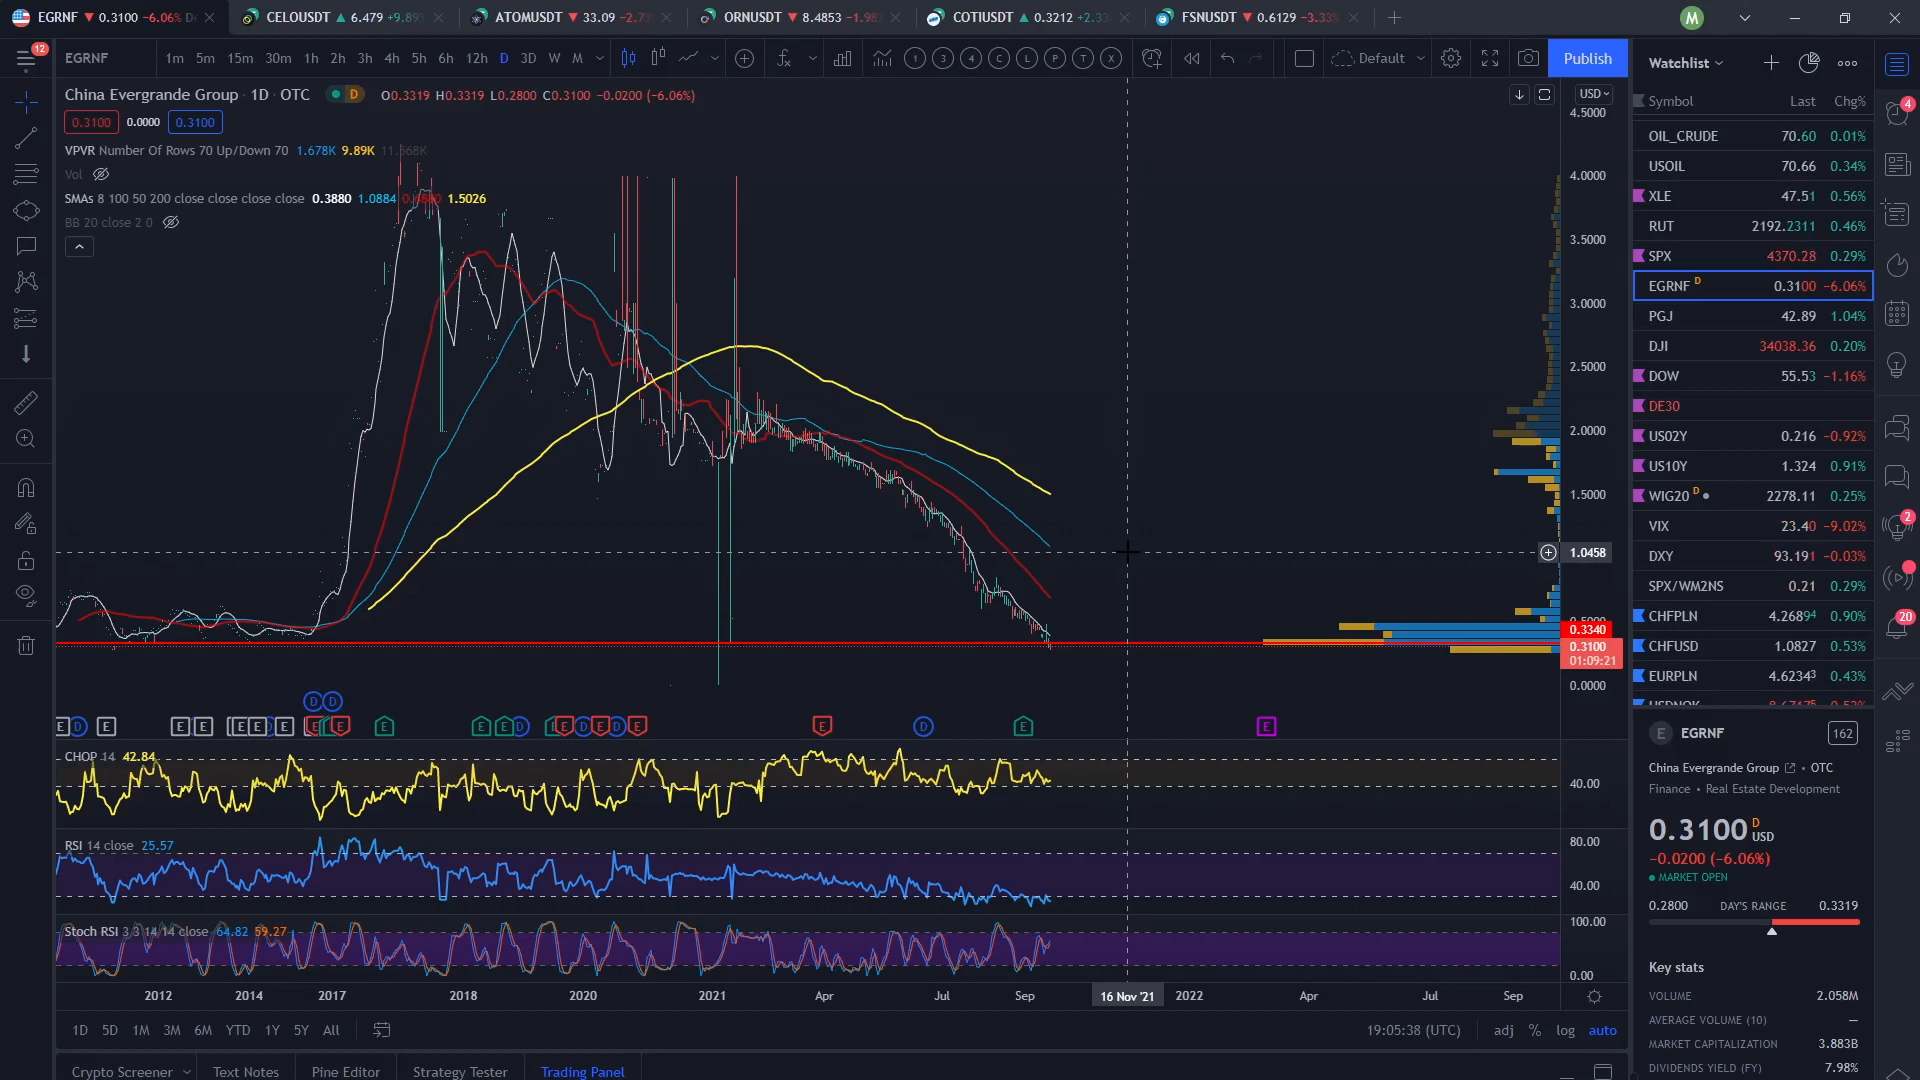 EGRNF ▼ 0.3100 −6.06%
CELOUSDT ▲ 6.479 +9.89%
ATOMUSDT ▼ 33.09
ORNUSDT ▼ 8.4853
COTIUSDT ▲ 0.3212
FSNUSDT ▼ 0.6129 −3.33%
M
12
EGRNF 1m 5m 15m 30m 1h 2h 3h 4h 5h 6h 12h D 3D W M
1 3 4 C L P T X
Default
Publish
China Evergrande Group · 1D · OTC D O0.3319 H0.3319 L0.2800 C0.3100 −0.0200 (−6.06%)
USD
0.3100 0.0000 0.3100
VPVR Number Of Rows 70 Up/Down 70 1.678K 9.89K
Vol
SMAs 8 100 50 200 close close close close 0.3880 1.0884 1.5026
BB 20 close 2 0
4.5000
4.0000
3.5000
3.0000
2.5000
2.0000
1.5000
1.0458
0.3340
0.3100
01:09:21
0.0000
D D
E D E E E E E E E E E E E D E E D E D E E D E E
CHOP 14 42.84
40.00
RSI 14 close 25.57
80.00
40.00
Stoch RSI 3 3 14 14 close 64.82 59.27
100.00
0.00
2012 2014 2017 2018 2020 2021 Apr Jul Sep 16 Nov '21 2022 Apr Jul Sep
1D 5D 1M 3M 6M YTD 1Y 5Y All
19:05:38 (UTC) adj % log auto
Crypto Screener Text Notes Pine Editor Strategy Tester Trading Panel
Watchlist
Symbol Last Chg%
OIL_CRUDE 70.60 0.01%
USOIL 70.66 0.34%
XLE 47.51 0.56%
RUT 2192.2311 0.46%
SPX 4370.28 0.29%
EGRNF D 0.3100 −6.06%
PGJ 42.89 1.04%
DJI 34038.36 0.20%
DOW 55.53 −1.16%
DE30
US02Y 0.216 −0.92%
US10Y 1.324 0.91%
WIG20 D 2278.11 0.25%
VIX 23.40 −9.02%
DXY 93.191 −0.03%
SPX/WM2NS 0.21 0.29%
CHFPLN 4.26894 0.90%
CHFUSD 1.0827 0.53%
EURPLN 4.62343 0.43%
E EGRNF 162
China Evergrande Group • OTC
Finance • Real Estate Development
0.3100 D USD
−0.0200 (−6.06%)
MARKET OPEN
0.2800 DAY'S RANGE 0.3319
Key stats
VOLUME 2.058M
AVERAGE VOLUME (10) —
MARKET CAPITALIZATION 3.883B
DIVIDENDS YIELD (FY) 7.98%
4
2
20